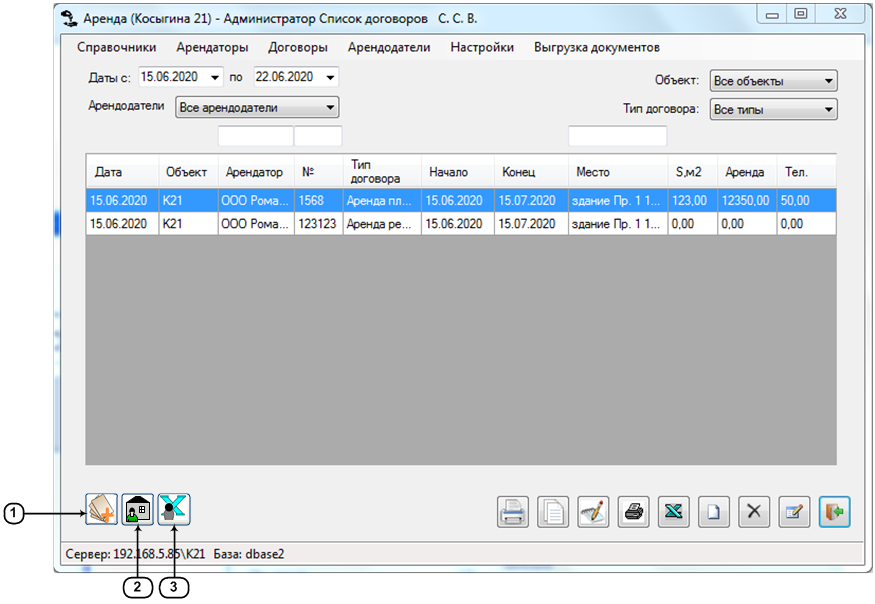 Аренда (Косыгина 21) - Администратор Список договоров С. С. В.
Справочники Арендаторы Договоры Арендодатели Настройки Выгрузка документов
Даты с: 15.06.2020 по 22.06.2020 Объект: Все объекты
Арендодатели Все арендодатели Тип договора: Все типы
Дата Объект Арендатор № Тип договора Начало Конец Место S,м2 Аренда Тел.
15.06.2020 К21 ООО Рома... 1568 Аренда пл... 15.06.2020 15.07.2020 здание Пр. 1 1... 123,00 12350,00 50,00
15.06.2020 К21 ООО Рома... 123123 Аренда ре... 15.06.2020 15.07.2020 здание Пр. 1 1... 0,00 0,00 0,00
1
Сервер: 192.168.5.85\K21 База: dbase2
2 3